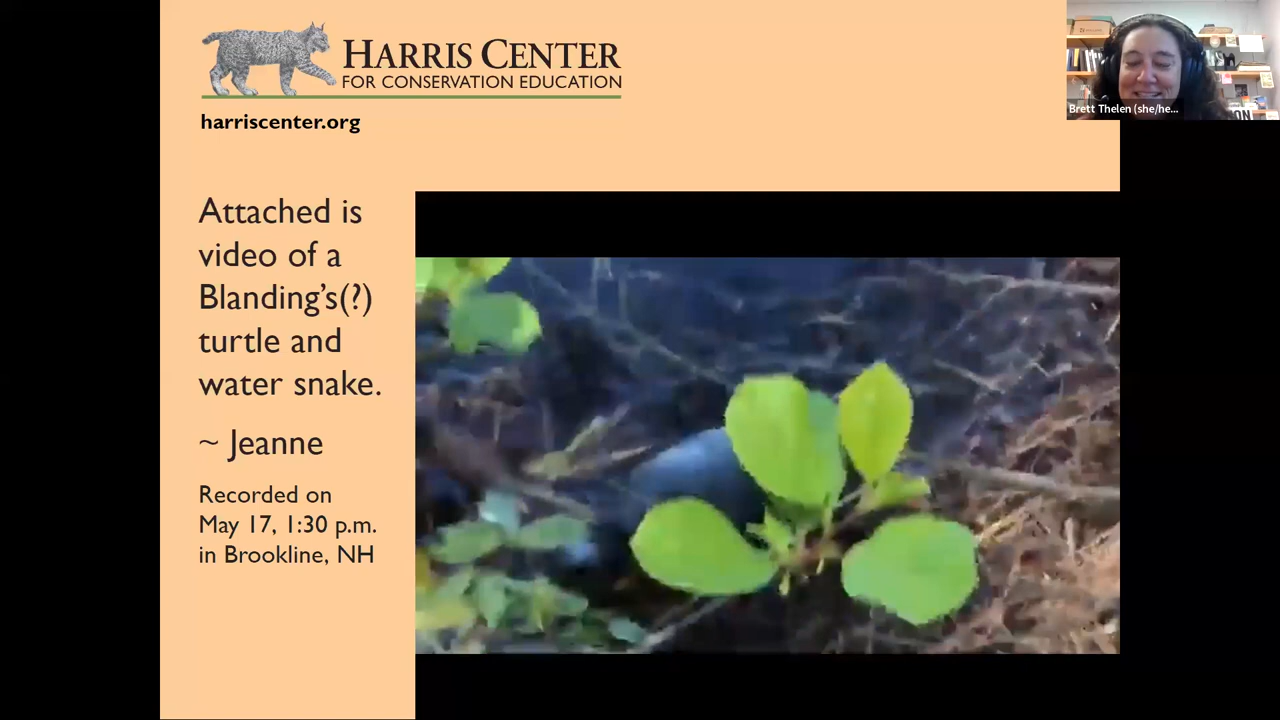 HARRIS CENTER
FOR CONSERVATION EDUCATION
harriscenter.org
Brett Thelen (she/he...
Attached is
video of a
Blanding’s(?)
turtle and
water snake.
~ Jeanne
Recorded on
May 17, 1:30 p.m.
in Brookline, NH